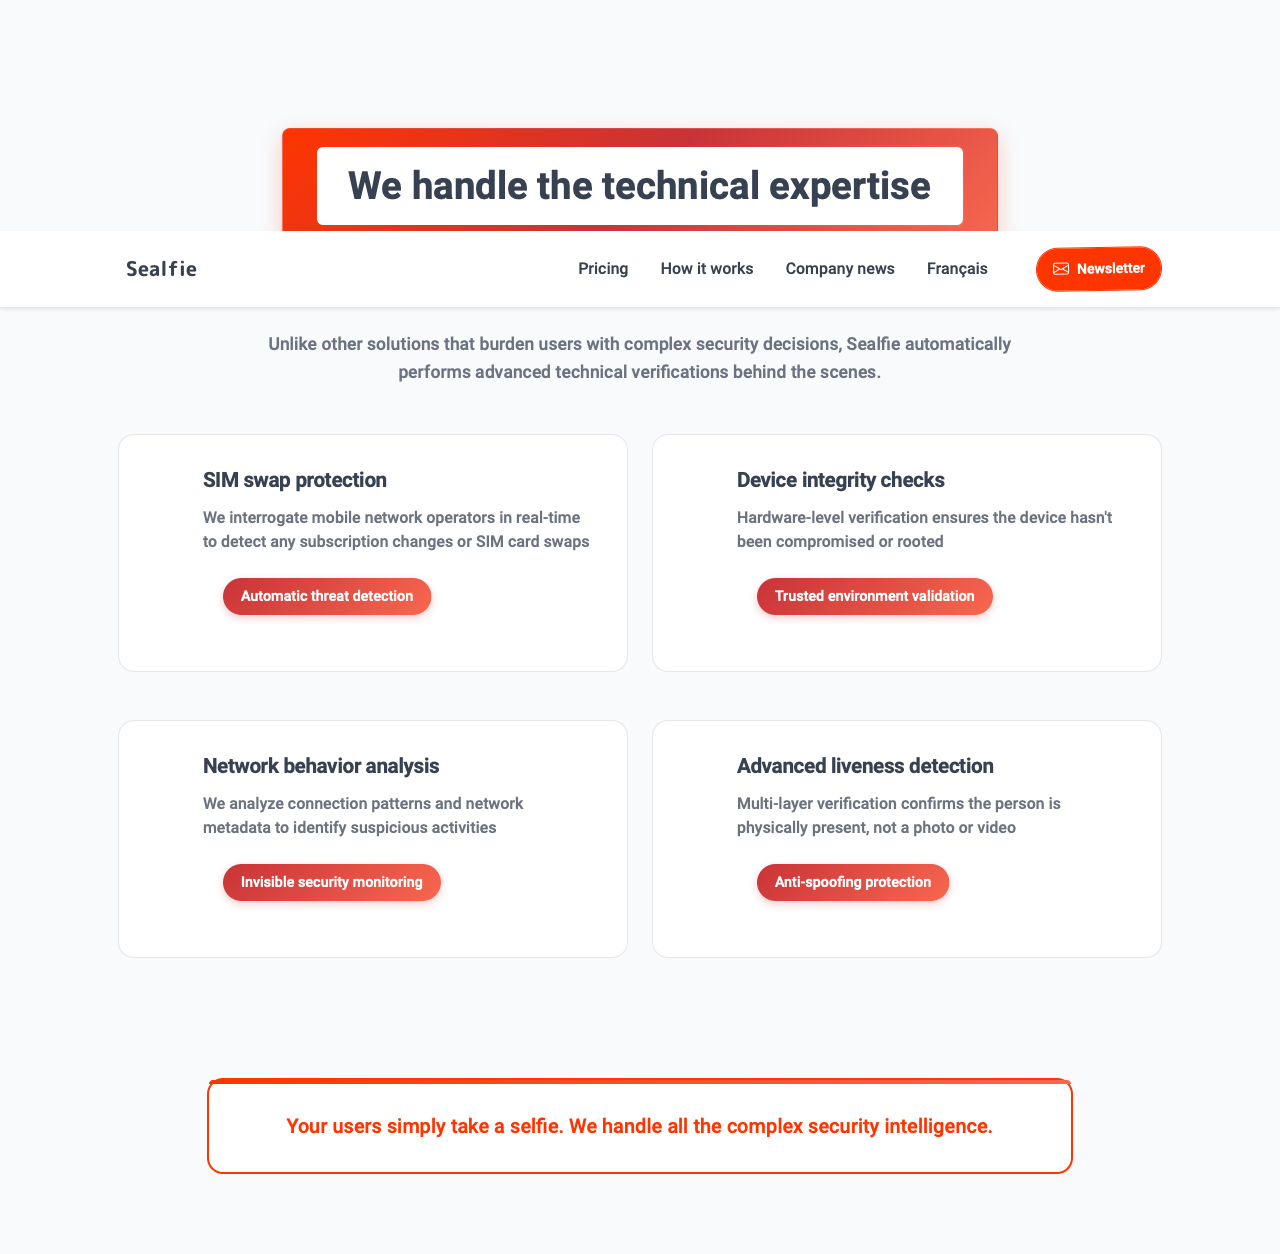 We handle the technical expertise
Sealfie
Pricing
How it works
Company news
Français
Newsletter
Unlike other solutions that burden users with complex security decisions, Sealfie automatically
performs advanced technical verifications behind the scenes.
SIM swap protection
We interrogate mobile network operators in real-time
to detect any subscription changes or SIM card swaps
Automatic threat detection
Device integrity checks
Hardware-level verification ensures the device hasn't
been compromised or rooted
Trusted environment validation
Network behavior analysis
We analyze connection patterns and network
metadata to identify suspicious activities
Invisible security monitoring
Advanced liveness detection
Multi-layer verification confirms the person is
physically present, not a photo or video
Anti-spoofing protection
Your users simply take a selfie. We handle all the complex security intelligence.